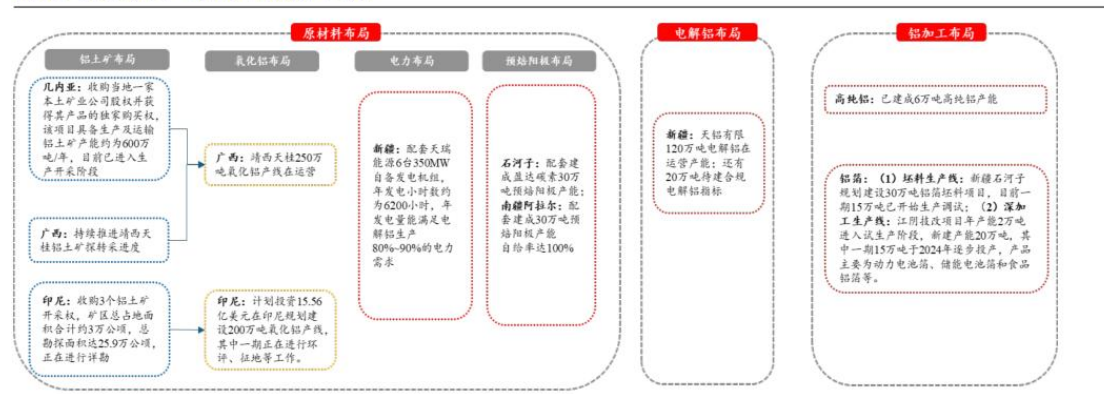 原材料布局
铝土矿布局
氧化铝布局
电力布局
预焙阳极布局
几内亚：收购当地一家
本土矿业公司股权并获
得其产品的独家购买权，
该项目具备生产及运输
铝土矿产能约为600万
吨/年，目前已进入生
产开采阶段
广西：持续推进靖西天
桂铝土矿探转采进度
印尼：收购3个铝土矿
开采权，矿区总占地面
积合计约3万公顷，总
勘探面积达25.9万公顷，
正在进行详勘
广西：靖西天桂250万
吨氧化铝产线在运营
印尼：计划投资15.56
亿美元在印尼规划建
设200万吨氧化铝产线，
其中一期正在进行环
评、征地等工作。
新疆：配套天瑞
能源6台350MW
自备发电机组，
年发电小时数约
为6200小时，年
发电量能满足电
解铝生产
80%~90%的电力
需求
石河子：配套建
成盈达碳素30万
吨预焙阳极产能；
南疆阿拉尔：配
套建成30万吨预
焙阳极产能
自给率达100%
电解铝布局
新疆：天铝有限
120万吨电解铝在
运营产能；还有
20万吨待建合规
电解铝指标
铝加工布局
高纯铝：已建成6万吨高纯铝产能
铝箔：（1）坯料生产线：新疆石河子
规划建设30万吨铝箔坯料项目，目前一
期15万吨已开始生产调试；（2）深加
工生产线：江阴技改项目年产能2万吨
进入试生产阶段，新建产能20万吨，其
中一期15万吨于2024年逐步投产，产品
主要为动力电池箔、储能电池箔和食品
铝箔等。